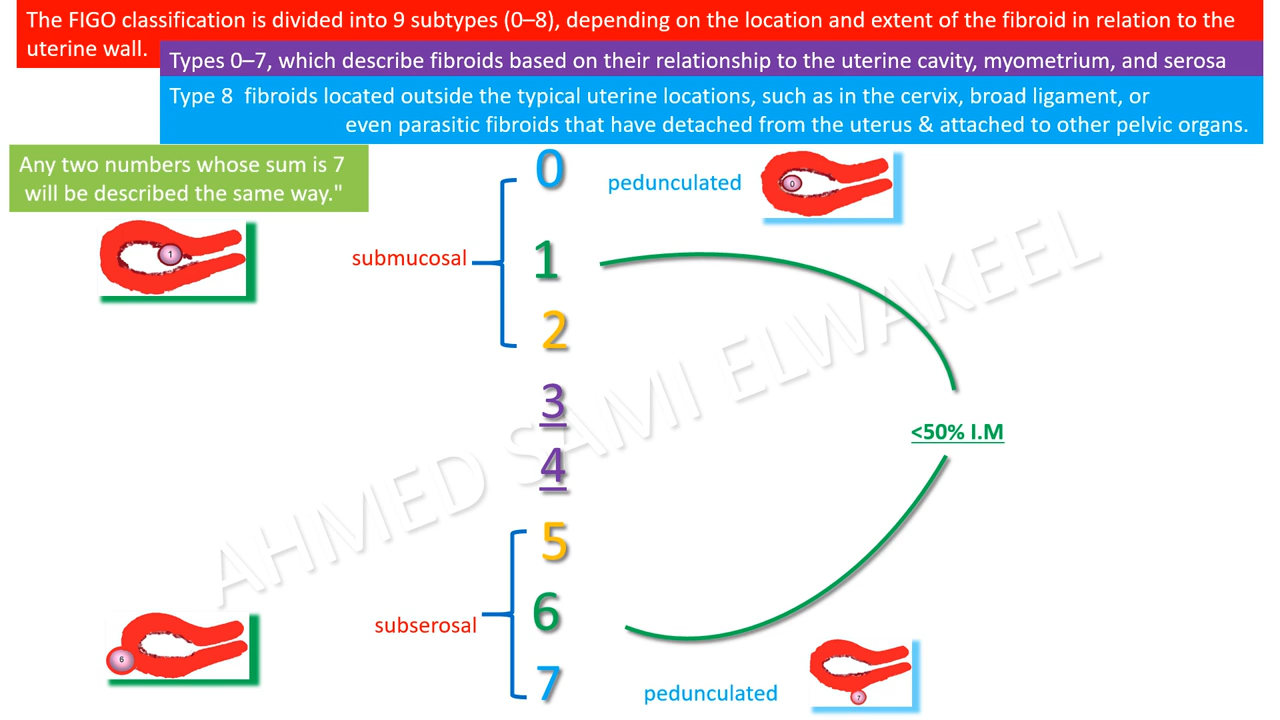 The FIGO classification is divided into 9 subtypes (0–8), depending on the location and extent of the fibroid in relation to the
uterine wall.
Types 0–7, which describe fibroids based on their relationship to the uterine cavity, myometrium, and serosa
Type 8 fibroids located outside the typical uterine locations, such as in the cervix, broad ligament, or
even parasitic fibroids that have detached from the uterus & attached to other pelvic organs.
Any two numbers whose sum is 7
will be described the same way."
0
pedunculated
0
1
submucosal
1
2
3
4
<50% I.M
5
6
subserosal
6
7
pedunculated
7
AHMED SAMI ELWAKEEL